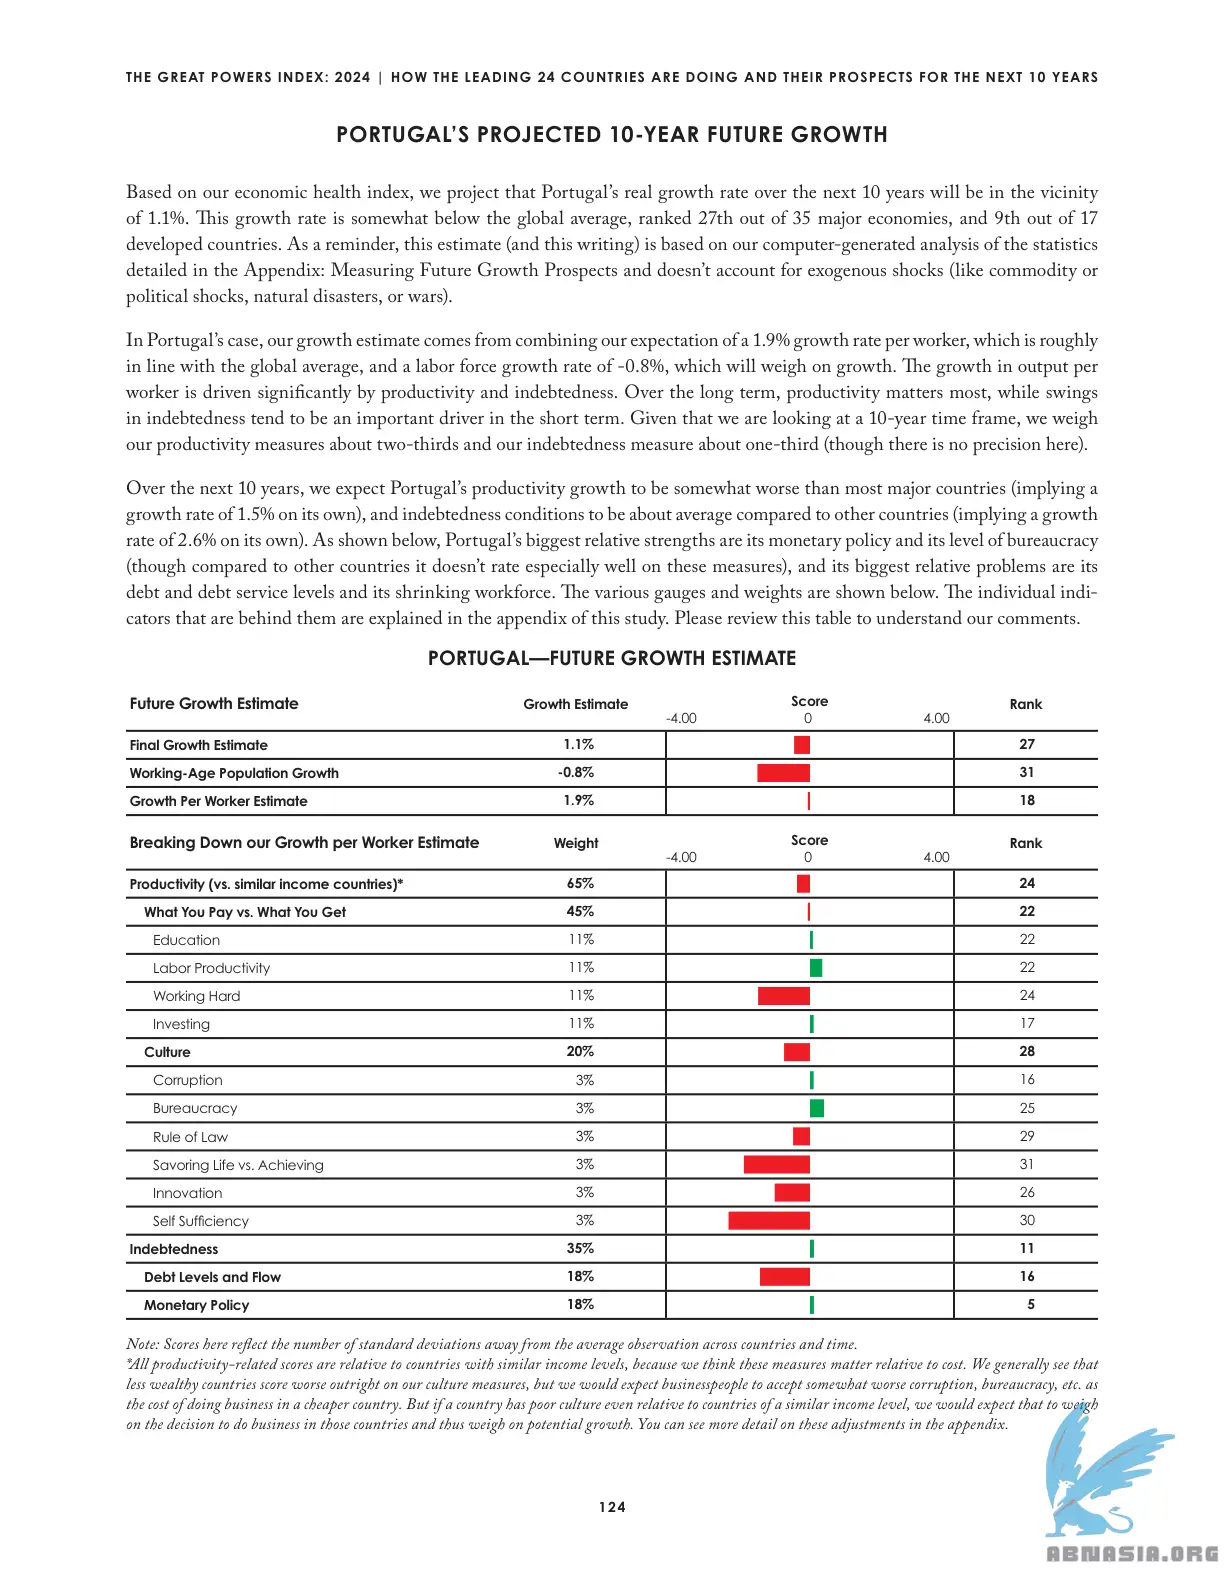 THE GREAT POWERS INDEX: 2024 | HOW THE LEADING 24 COUNTRIES ARE DOING AND THEIR PROSPECTS FOR THE NEXT 10 YEARS
PORTUGAL’S PROJECTED 10-YEAR FUTURE GROWTH
Based on our economic health index, we project that Portugal’s real growth rate over the next 10 years will be in the vicinity
of 1.1%. This growth rate is somewhat below the global average, ranked 27th out of 35 major economies, and 9th out of 17
developed countries. As a reminder, this estimate (and this writing) is based on our computer-generated analysis of the statistics
detailed in the Appendix: Measuring Future Growth Prospects and doesn’t account for exogenous shocks (like commodity or
political shocks, natural disasters, or wars).
In Portugal’s case, our growth estimate comes from combining our expectation of a 1.9% growth rate per worker, which is roughly
in line with the global average, and a labor force growth rate of -0.8%, which will weigh on growth. The growth in output per
worker is driven significantly by productivity and indebtedness. Over the long term, productivity matters most, while swings
in indebtedness tend to be an important driver in the short term. Given that we are looking at a 10-year time frame, we weigh
our productivity measures about two-thirds and our indebtedness measure about one-third (though there is no precision here).
Over the next 10 years, we expect Portugal’s productivity growth to be somewhat worse than most major countries (implying a
growth rate of 1.5% on its own), and indebtedness conditions to be about average compared to other countries (implying a growth
rate of 2.6% on its own). As shown below, Portugal’s biggest relative strengths are its monetary policy and its level of bureaucracy
(though compared to other countries it doesn’t rate especially well on these measures), and its biggest relative problems are its
debt and debt service levels and its shrinking workforce. The various gauges and weights are shown below. The individual indi-
cators that are behind them are explained in the appendix of this study. Please review this table to understand our comments.
PORTUGAL—FUTURE GROWTH ESTIMATE
Future Growth Estimate Growth Estimate Score Rank
-4.00 0 4.00
Final Growth Estimate 1.1% 27
Working-Age Population Growth -0.8% 31
Growth Per Worker Estimate 1.9% 18
Breaking Down our Growth per Worker Estimate Weight Score Rank
-4.00 0 4.00
Productivity (vs. similar income countries)* 65% 24
What You Pay vs. What You Get 45% 22
Education 11% 22
Labor Productivity 11% 22
Working Hard 11% 24
Investing 11% 17
Culture 20% 28
Corruption 3% 16
Bureaucracy 3% 25
Rule of Law 3% 29
Savoring Life vs. Achieving 3% 31
Innovation 3% 26
Self Sufficiency 3% 30
Indebtedness 35% 11
Debt Levels and Flow 18% 16
Monetary Policy 18% 5
Note: Scores here reflect the number of standard deviations away from the average observation across countries and time.
*All productivity-related scores are relative to countries with similar income levels, because we think these measures matter relative to cost. We generally see that
less wealthy countries score worse outright on our culture measures, but we would expect businesspeople to accept somewhat worse corruption, bureaucracy, etc. as
the cost of doing business in a cheaper country. But if a country has poor culture even relative to countries of a similar income level, we would expect that to weigh
on the decision to do business in those countries and thus weigh on potential growth. You can see more detail on these adjustments in the appendix.
124
ABNASIA.ORG